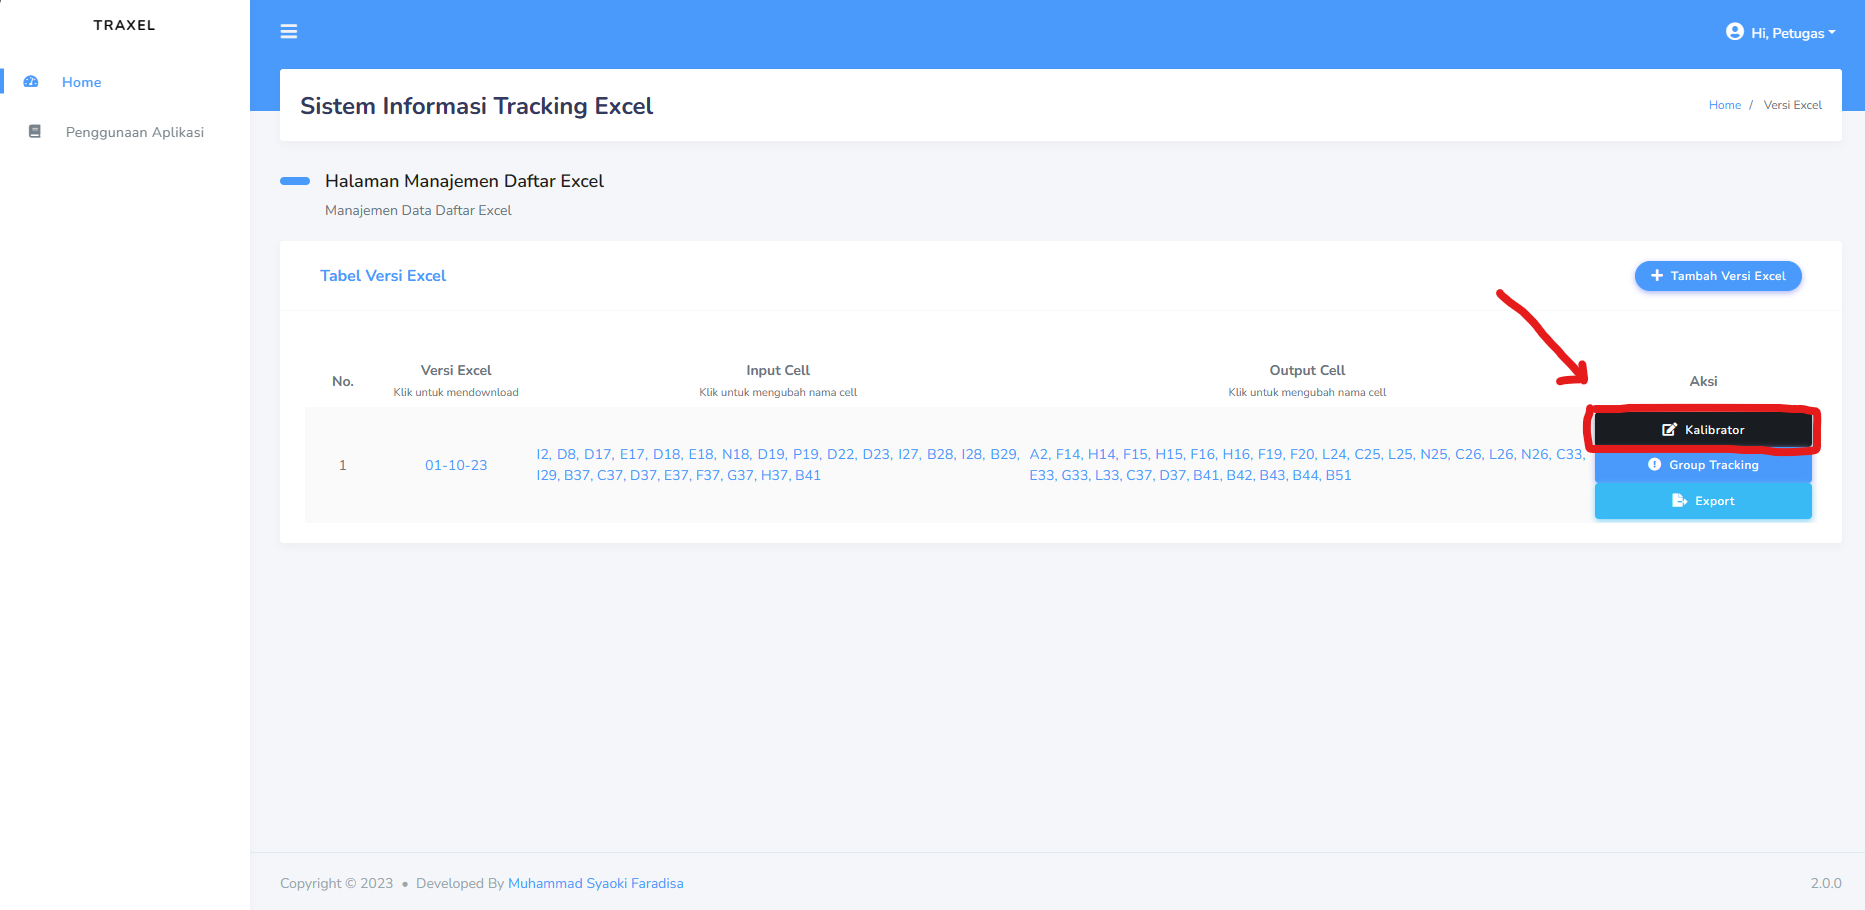 TRAXEL
Hi, Petugas
Home
Penggunaan Aplikasi
Sistem Informasi Tracking Excel
Home / Versi Excel
Halaman Manajemen Daftar Excel
Manajemen Data Daftar Excel
Tabel Versi Excel
Tambah Versi Excel
No.
Versi Excel
Klik untuk mendownload
Input Cell
Klik untuk mengubah nama cell
Output Cell
Klik untuk mengubah nama cell
Aksi
1
01-10-23
I2, D8, D17, E17, D18, E18, N18, D19, P19, D22, D23, I27, B28, I28, B29,
I29, B37, C37, D37, E37, F37, G37, H37, B41
A2, F14, H14, F15, H15, F16, H16, F19, F20, L24, C25, L25, N25, C26, L26, N26, C33,
E33, G33, L33, C37, D37, B41, B42, B43, B44, B51
Kalibrator
Group Tracking
Export
Copyright © 2023 • Developed By Muhammad Syaoki Faradisa
2.0.0